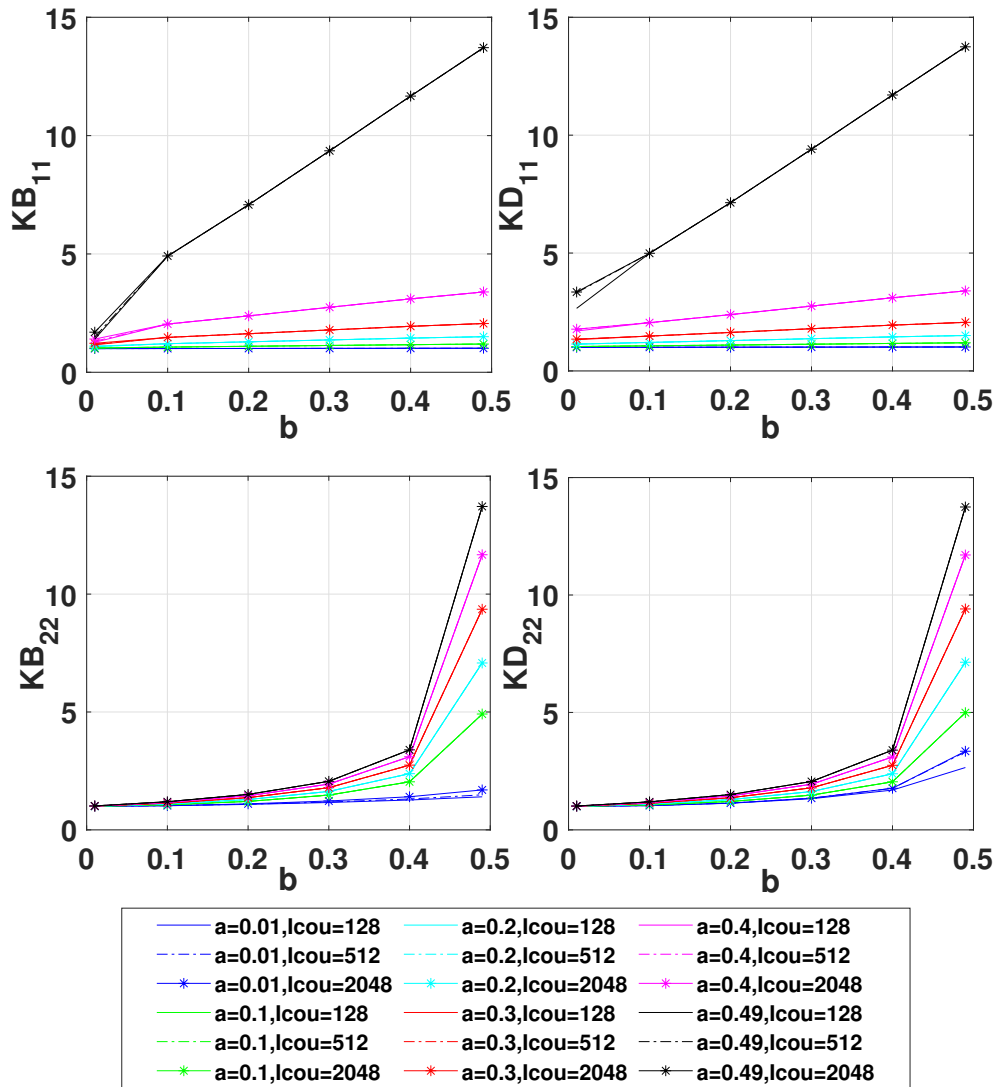 15
10
5
0
KB11
0 0.1 0.2 0.3 0.4 0.5
b
15
10
5
0
KD11
0 0.1 0.2 0.3 0.4 0.5
b
15
10
5
0
KB22
0 0.1 0.2 0.3 0.4 0.5
b
15
10
5
0
KD22
0 0.1 0.2 0.3 0.4 0.5
b
a=0.01,lcou=128 a=0.2,lcou=128 a=0.4,lcou=128
a=0.01,lcou=512 a=0.2,lcou=512 a=0.4,lcou=512
a=0.01,lcou=2048 a=0.2,lcou=2048 a=0.4,lcou=2048
a=0.1,lcou=128 a=0.3,lcou=128 a=0.49,lcou=128
a=0.1,lcou=512 a=0.3,lcou=512 a=0.49,lcou=512
a=0.1,lcou=2048 a=0.3,lcou=2048 a=0.49,lcou=2048